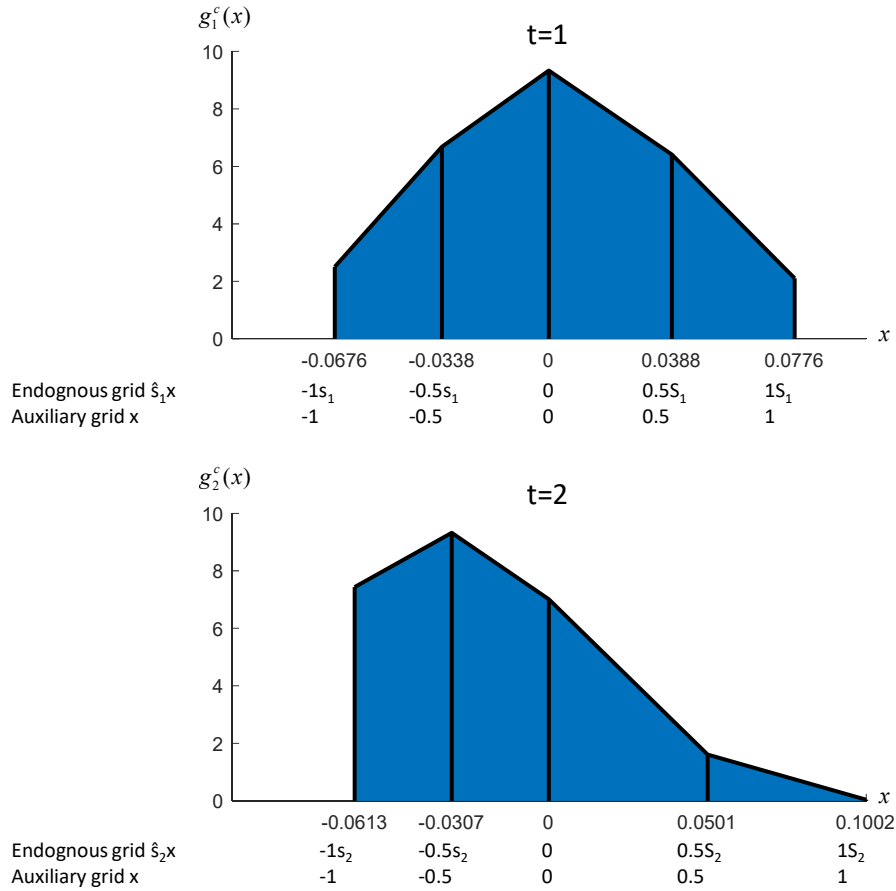 g₁ᶜ(x)
t=1
10
8
6
4
2
0
x
-0.0676 -0.0338 0 0.0388 0.0776
Endognous grid ŝ₁x -1s₁ -0.5s₁ 0 0.5S₁ 1S₁
Auxiliary grid x -1 -0.5 0 0.5 1
g₂ᶜ(x)
t=2
10
8
6
4
2
0
x
-0.0613 -0.0307 0 0.0501 0.1002
Endognous grid ŝ₂x -1s₂ -0.5s₂ 0 0.5S₂ 1S₂
Auxiliary grid x -1 -0.5 0 0.5 1